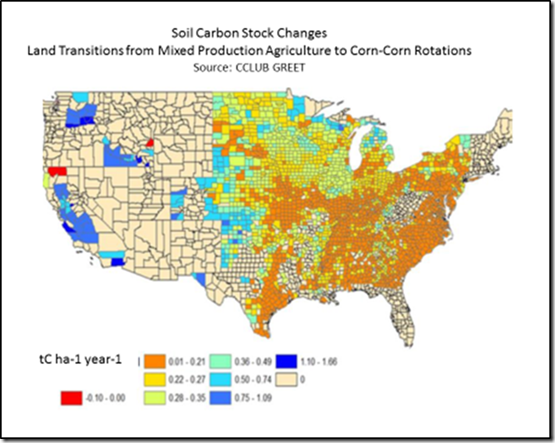 Soil Carbon Stock Changes
Land Transitions from Mixed Production Agriculture to Corn-Corn Rotations
Source: CCLUB GREET
tC ha-1 year-1
0.01 - 0.21
0.36 - 0.49
1.10 - 1.66
0.22 - 0.27
0.50 - 0.74
0
-0.10 - 0.00
0.28 - 0.35
0.75 - 1.09